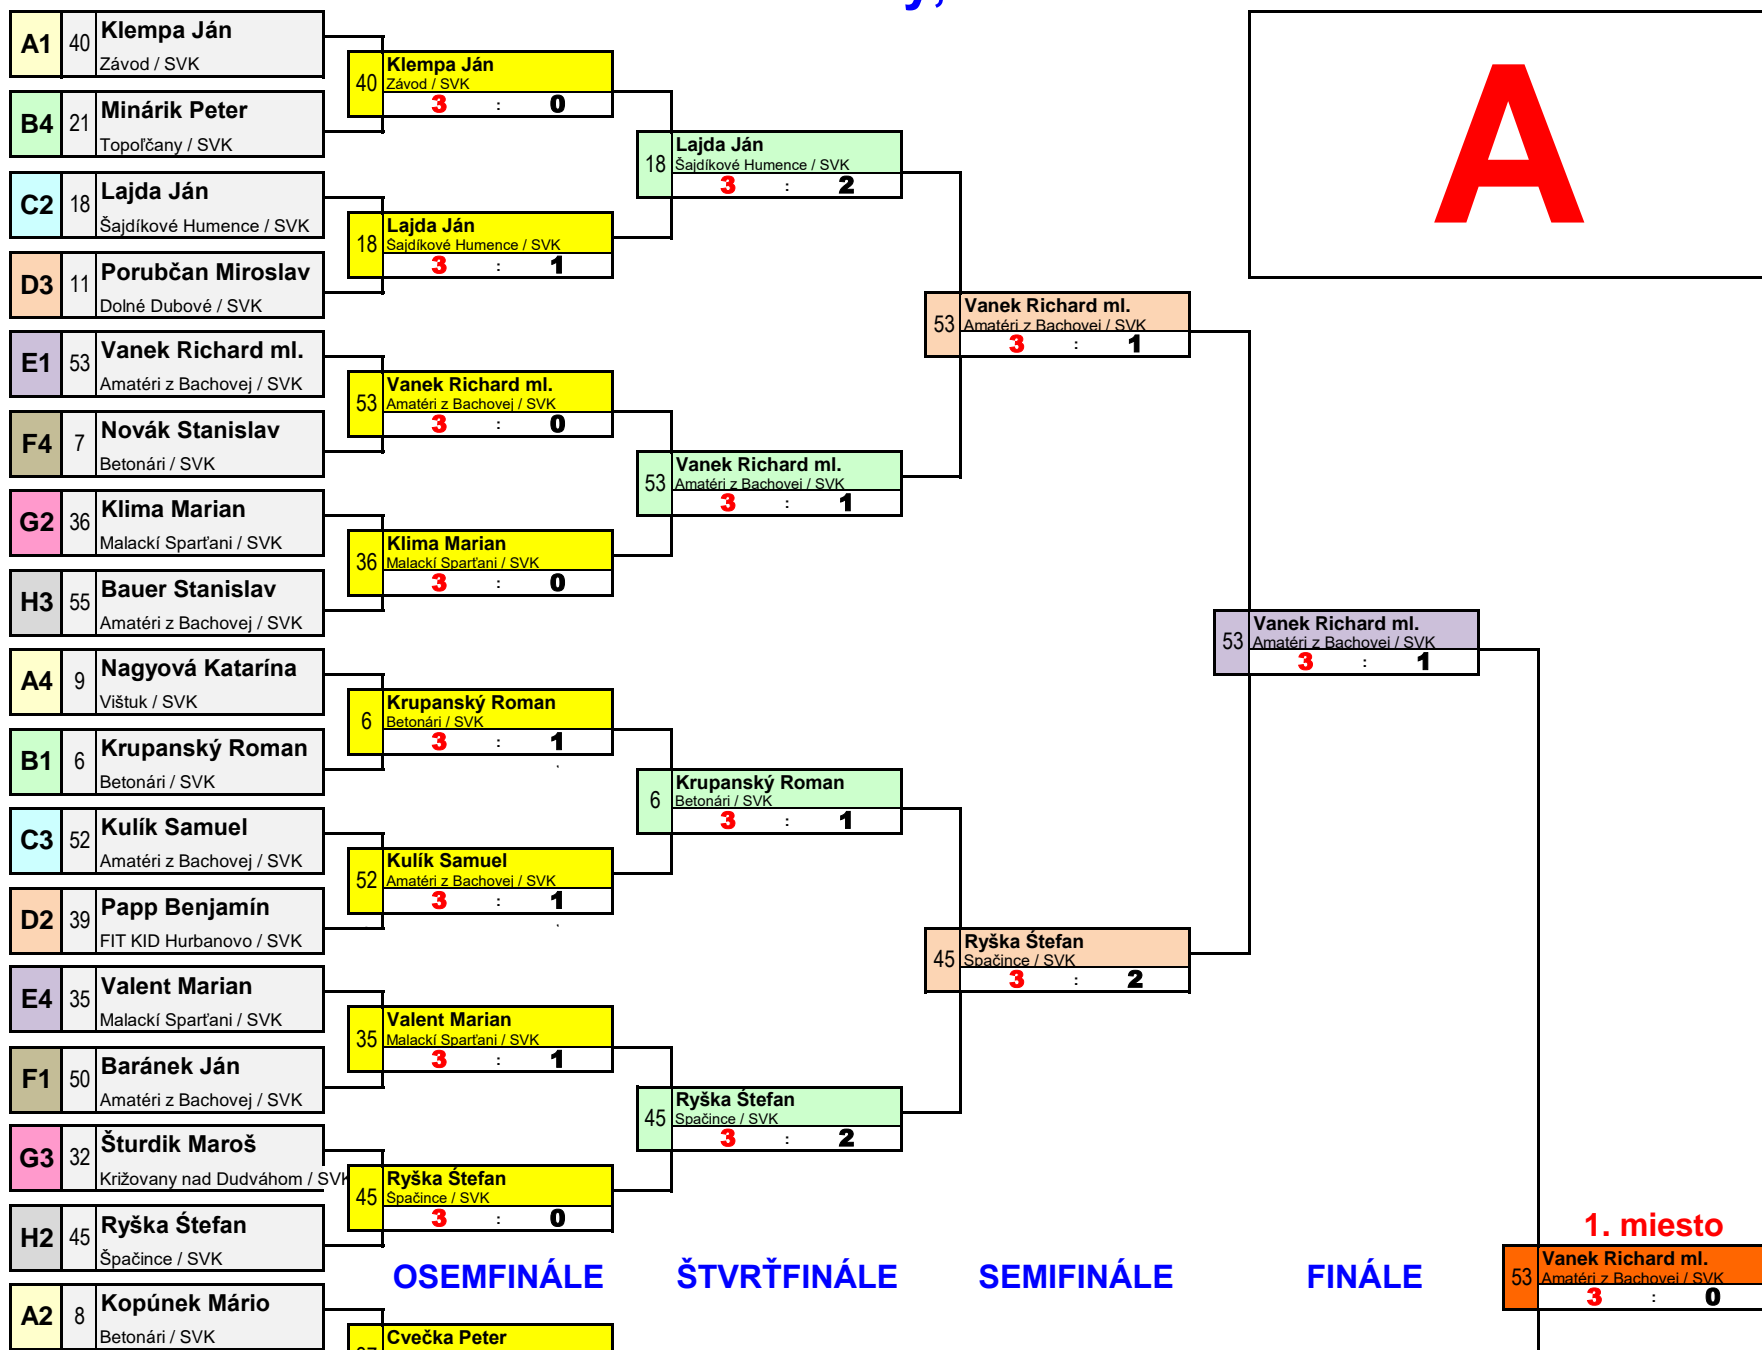 A
A1 40 Klempa Ján
Závod / SVK
B4 21 Minárik Peter
Topoľčany / SVK
C2 18 Lajda Ján
Šajdíkové Humence / SVK
D3 11 Porubčan Miroslav
Dolné Dubové / SVK
E1 53 Vanek Richard ml.
Amatéri z Bachovej / SVK
F4 7 Novák Stanislav
Betonári / SVK
G2 36 Klima Marian
Malackí Sparťani / SVK
H3 55 Bauer Stanislav
Amatéri z Bachovej / SVK
A4 9 Nagyová Katarína
Vištuk / SVK
B1 6 Krupanský Roman
Betonári / SVK
C3 52 Kulík Samuel
Amatéri z Bachovej / SVK
D2 39 Papp Benjamín
FIT KID Hurbanovo / SVK
E4 35 Valent Marian
Malackí Sparťani / SVK
F1 50 Baránek Ján
Amatéri z Bachovej / SVK
G3 32 Šturdik Maroš
Križovany nad Dudváhom / SVK
H2 45 Ryška Śtefan
Špačince / SVK
A2 8 Kopúnek Mário
Betonári / SVK
40 Klempa Ján
Závod / SVK
3 : 0
18 Lajda Ján
Šajdíkové Humence / SVK
3 : 1
53 Vanek Richard ml.
Amatéri z Bachovej / SVK
3 : 0
36 Klima Marian
Malackí Sparťani / SVK
3 : 0
6 Krupanský Roman
Betonári / SVK
3 : 1
52 Kulík Samuel
Amatéri z Bachovej / SVK
3 : 1
35 Valent Marian
Malackí Sparťani / SVK
3 : 1
45 Ryška Śtefan
Špačince / SVK
3 : 0
OSEMFINÁLE
Cvečka Peter
18 Lajda Ján
Šajdíkové Humence / SVK
3 : 2
53 Vanek Richard ml.
Amatéri z Bachovej / SVK
3 : 1
6 Krupanský Roman
Betonári / SVK
3 : 1
45 Ryška Śtefan
Špačince / SVK
3 : 2
ŠTVRŤFINÁLE
53 Vanek Richard ml.
Amatéri z Bachovej / SVK
3 : 1
45 Ryška Śtefan
Špačince / SVK
3 : 2
SEMIFINÁLE
53 Vanek Richard ml.
Amatéri z Bachovej / SVK
3 : 1
FINÁLE
1. miesto
53 Vanek Richard ml.
Amatéri z Bachovej / SVK
3 : 0